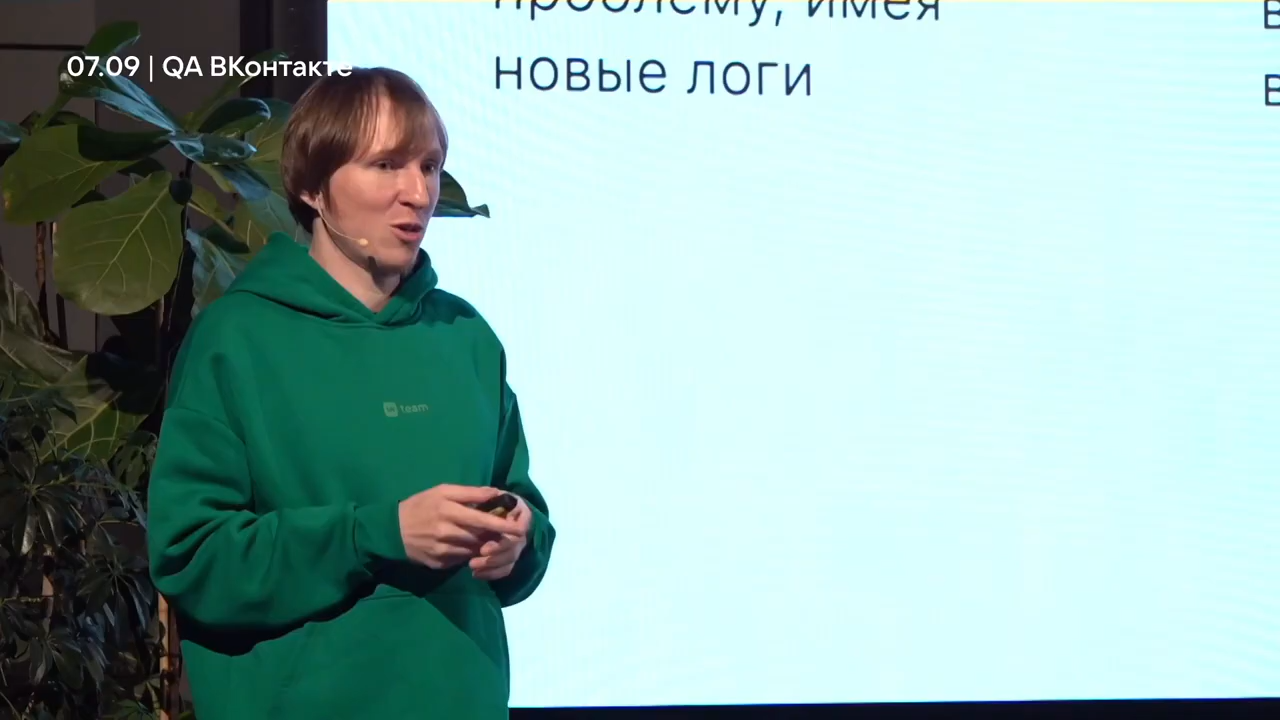 проблему, имея
новые логи
07.09 | QA ВКонтакте
team